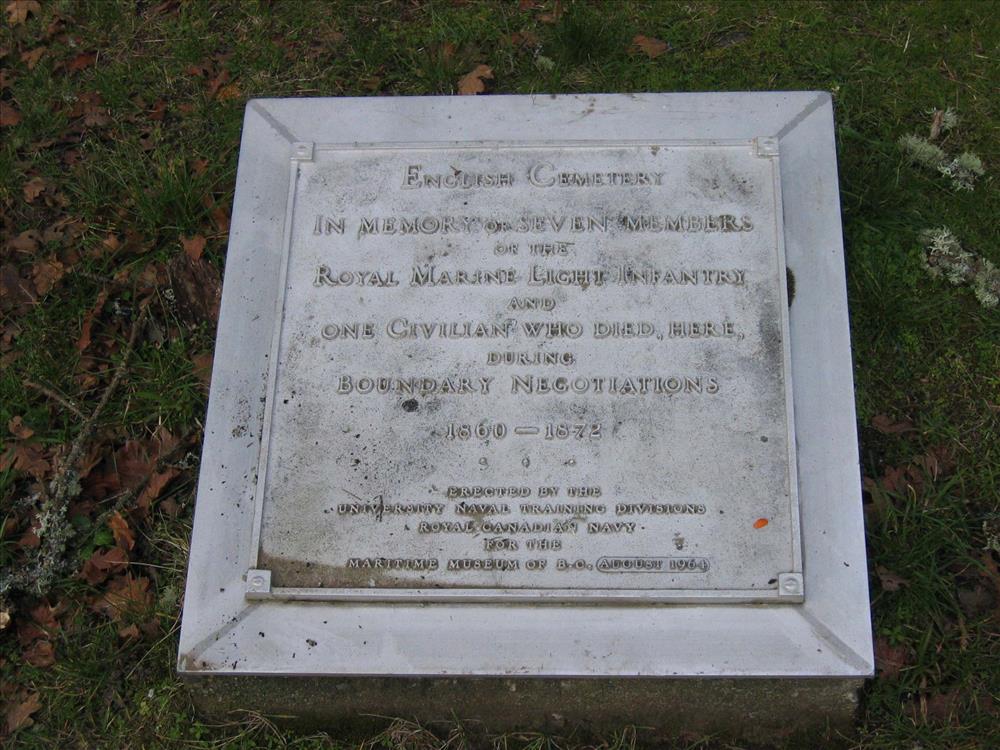 ENGLISH CEMETERY
IN MEMORY OF SEVEN MEMBERS
OF THE
ROYAL MARINE LIGHT INFANTRY
AND
ONE CIVILIAN WHO DIED, HERE,
DURING
BOUNDARY NEGOTIATIONS
1860 — 1872
ERECTED BY THE
UNIVERSITY NAVAL TRAINING DIVISIONS
ROYAL CANADIAN NAVY
FOR THE
MARITIME MUSEUM OF B.C. AUGUST 1964